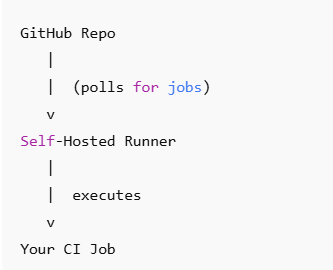 GitHub Repo
|
| (polls for jobs)
v
Self-Hosted Runner
|
| executes
v
Your CI Job